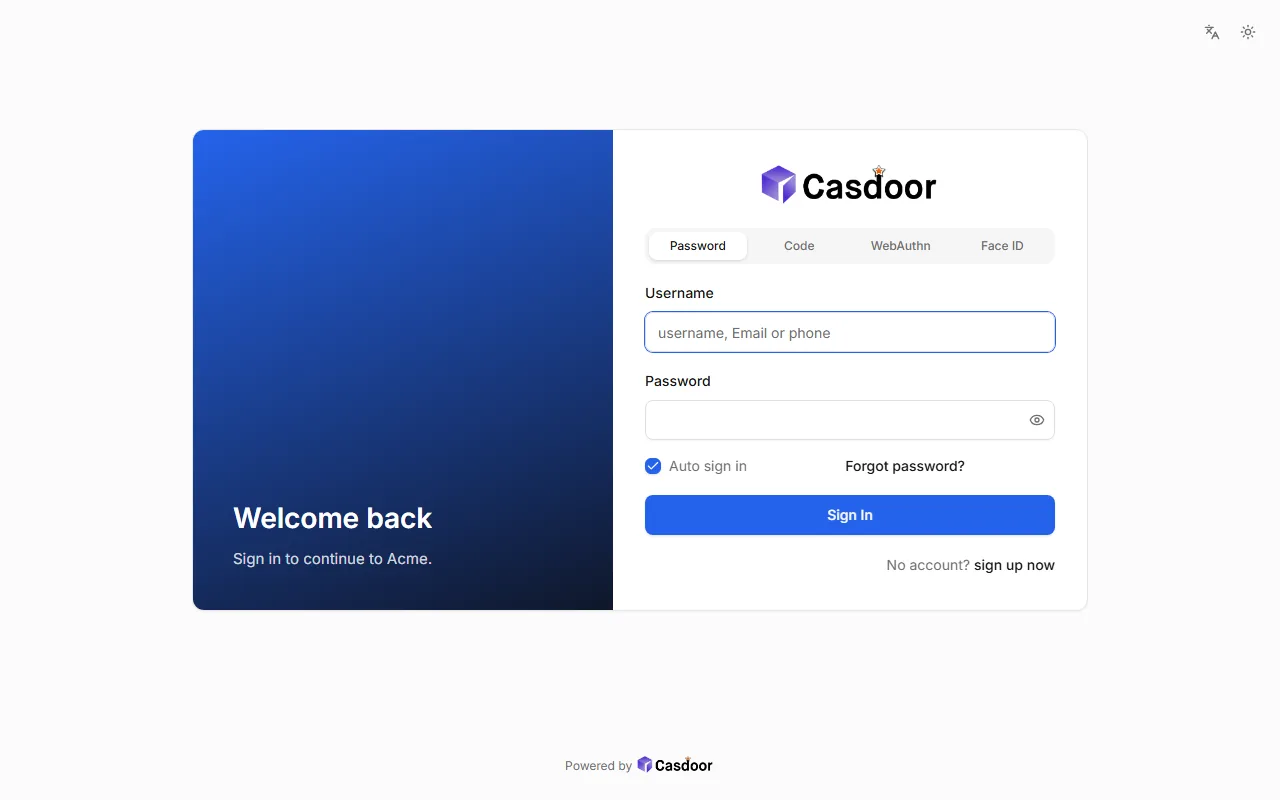 Casdoor
Password Code WebAuthn Face ID
Username
username, Email or phone
Password
Auto sign in Forgot password?
Sign In
No account? sign up now
Welcome back
Sign in to continue to Acme.
Powered by Casdoor